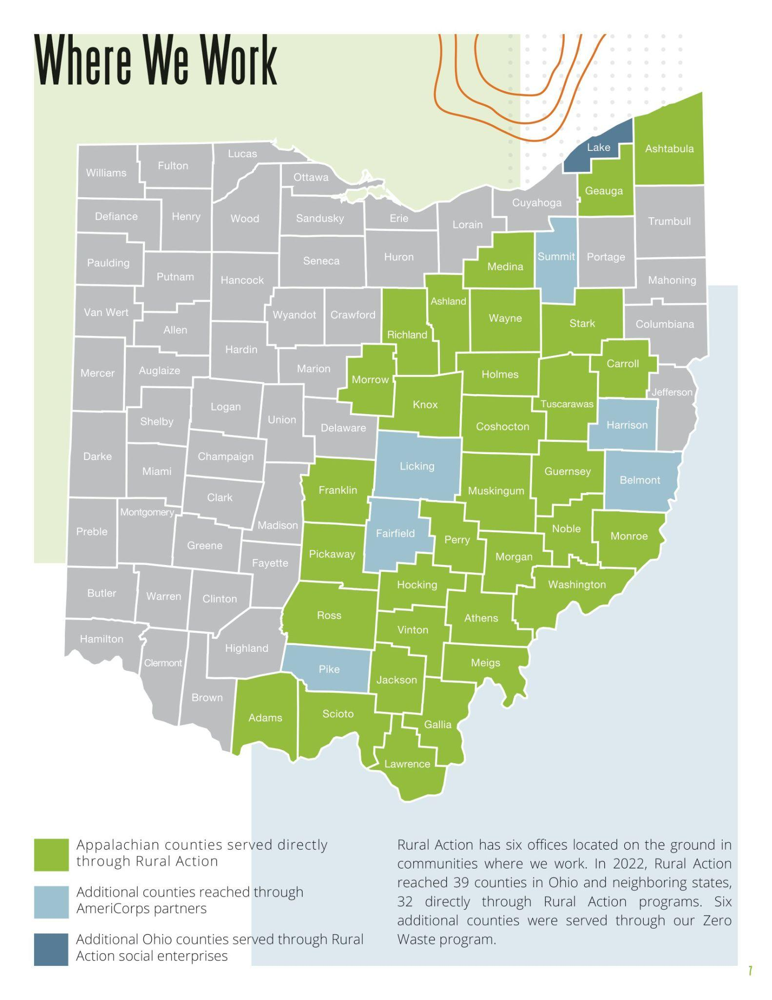 Where We Work
Lake
Ashtabula
Lucas
Fulton
Williams
Ottawa
Geauga
Cuyahoga
Defiance
Henry
Wood
Sandusky
Erie
Lorain
Trumbull
Paulding
Seneca
Huron
Medina
Summit
Portage
Putnam
Hancock
Mahoning
Van Wert
Wyandot
Crawford
Ashland
Wayne
Stark
Columbiana
Allen
Richland
Hardin
Mercer
Auglaize
Marion
Morrow
Holmes
Carroll
Jefferson
Logan
Knox
Tuscarawas
Shelby
Union
Delaware
Coshocton
Harrison
Darke
Champaign
Miami
Licking
Guernsey
Belmont
Clark
Franklin
Muskingum
Montgomery
Preble
Madison
Fairfield
Perry
Noble
Monroe
Greene
Pickaway
Morgan
Fayette
Butler
Warren
Clinton
Hocking
Washington
Ross
Athens
Vinton
Hamilton
Highland
Clermont
Pike
Jackson
Meigs
Brown
Adams
Scioto
Gallia
Lawrence
Appalachian counties served directly
through Rural Action
Additional counties reached through
AmeriCorps partners
Additional Ohio counties served through Rural
Action social enterprises
Rural Action has six offices located on the ground in
communities where we work. In 2022, Rural Action
reached 39 counties in Ohio and neighboring states,
32 directly through Rural Action programs. Six
additional counties were served through our Zero
Waste program.
7